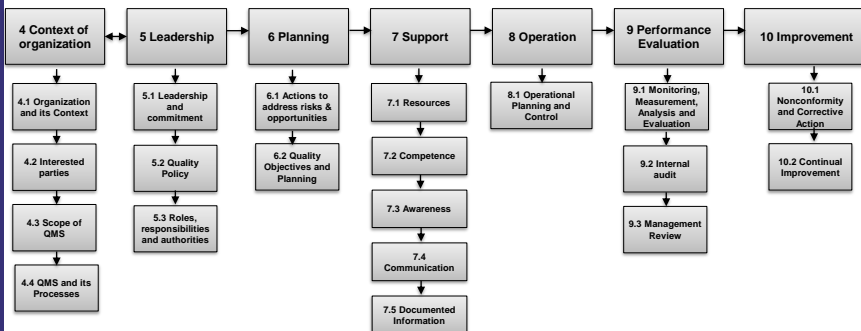 4 Context of
organization
5 Leadership
6 Planning
7 Support
8 Operation
9 Performance
Evaluation
10 Improvement
4.1 Organization
and its Context
4.2 Interested
parties
4.3 Scope of
QMS
4.4 QMS and its
Processes
5.1 Leadership
and
commitment
5.2 Quality
Policy
5.3 Roles,
responsibilities
and authorities
6.1 Actions to
address risks &
opportunities
6.2 Quality
Objectives and
Planning
7.1 Resources
7.2 Competence
7.3 Awareness
7.4
Communication
7.5 Documented
Information
8.1 Operational
Planning and
Control
9.1 Monitoring,
Measurement,
Analysis and
Evaluation
9.2 Internal
audit
9.3 Management
Review
10.1
Nonconformity
and Corrective
Action
10.2 Continual
Improvement